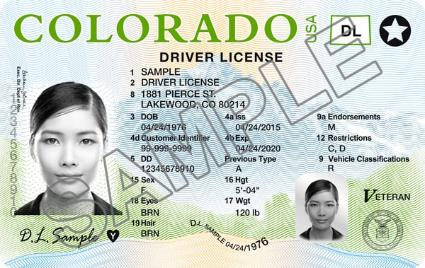 COLORADO
USA
DL
DRIVER LICENSE
1 SAMPLE
2 DRIVER LICENSE
8 1881 PIERCE ST.
LAKEWOOD, CO 80214
3 DOB 4a Iss 9a Endorsements
04/24/1976 04/24/2015 M
4d Customer Identifier 4b Exp 12 Restrictions
99-999-9999 04/24/2020 C, D
5 DD Previous Type 9 Vehicle Classifications
12345678910 A R
15 Sex 16 Hgt
F 5'-04"
18 Eyes 17 Wgt
BRN 120 lb
19 Hair
BRN
VETERAN
D.L. Sample
Y
D.L. SAMPLE 04/24/1976
12345678910
SAMPLE